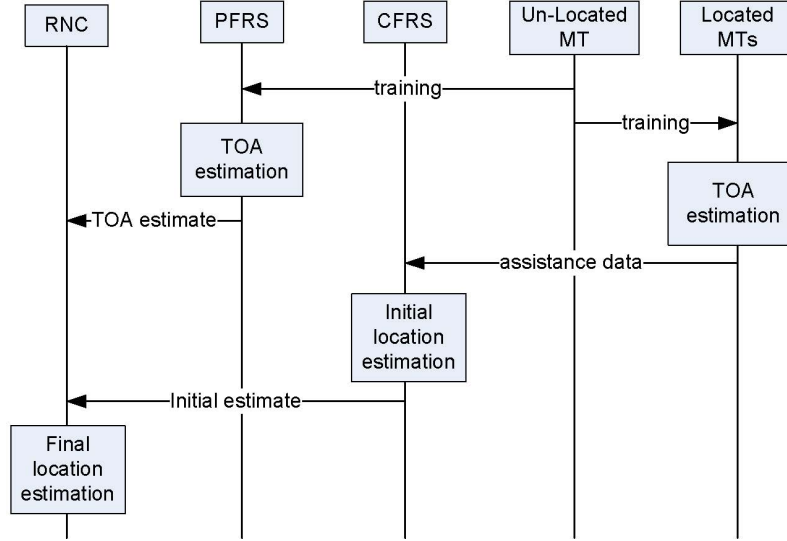 RNC
PFRS
CFRS
Un-Located
MT
Located
MTs
training
training
TOA
estimation
TOA
estimation
TOA estimate
assistance data
Initial
location
estimation
Initial estimate
Final
location
estimation